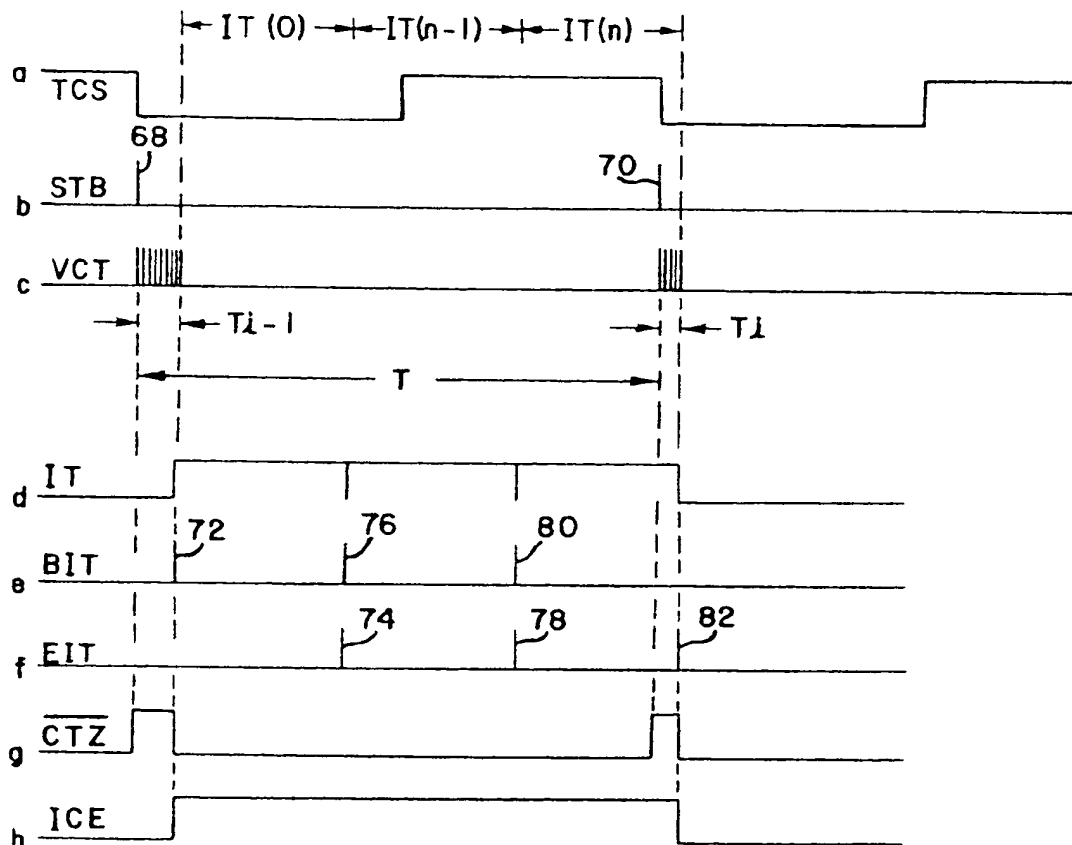 IT (0) IT(n-1) IT(n)
a TCS
68
70
b STB
c VCT
Ti-1 Ti
T
d IT
72 76 80
e BIT
74 78 82
f EIT
g CTZ
h ICE